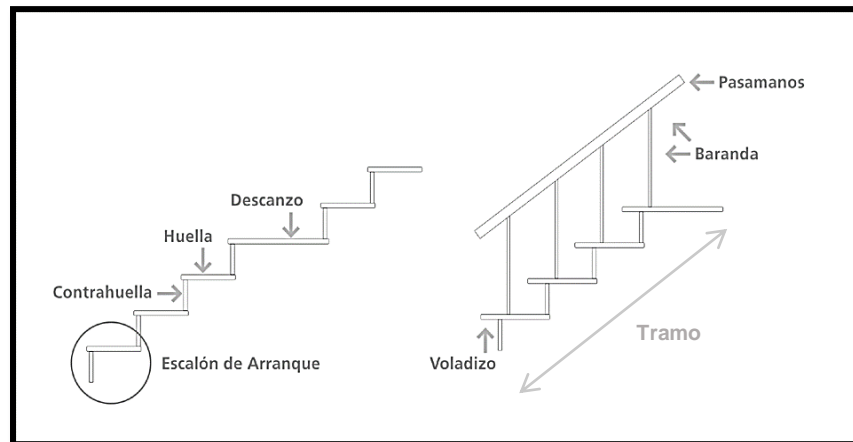 Pasamanos
Baranda
Descanzo
Huella
Contrahuella
Escalón de Arranque
Voladizo
Tramo